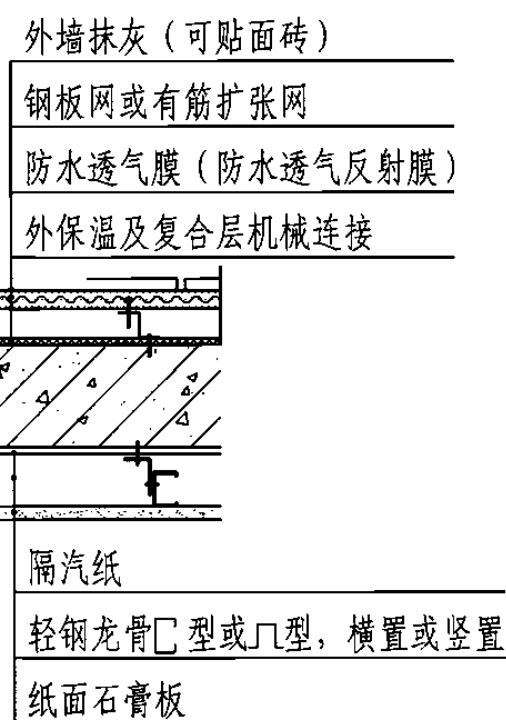 外墙抹灰(可贴面砖)
钢板网或有筋扩张网
防水透气膜(防水透气反射膜)
外保温及复合层机械连接
隔汽纸
轻钢龙骨匚型或几型，横置或竖置
纸面石膏板